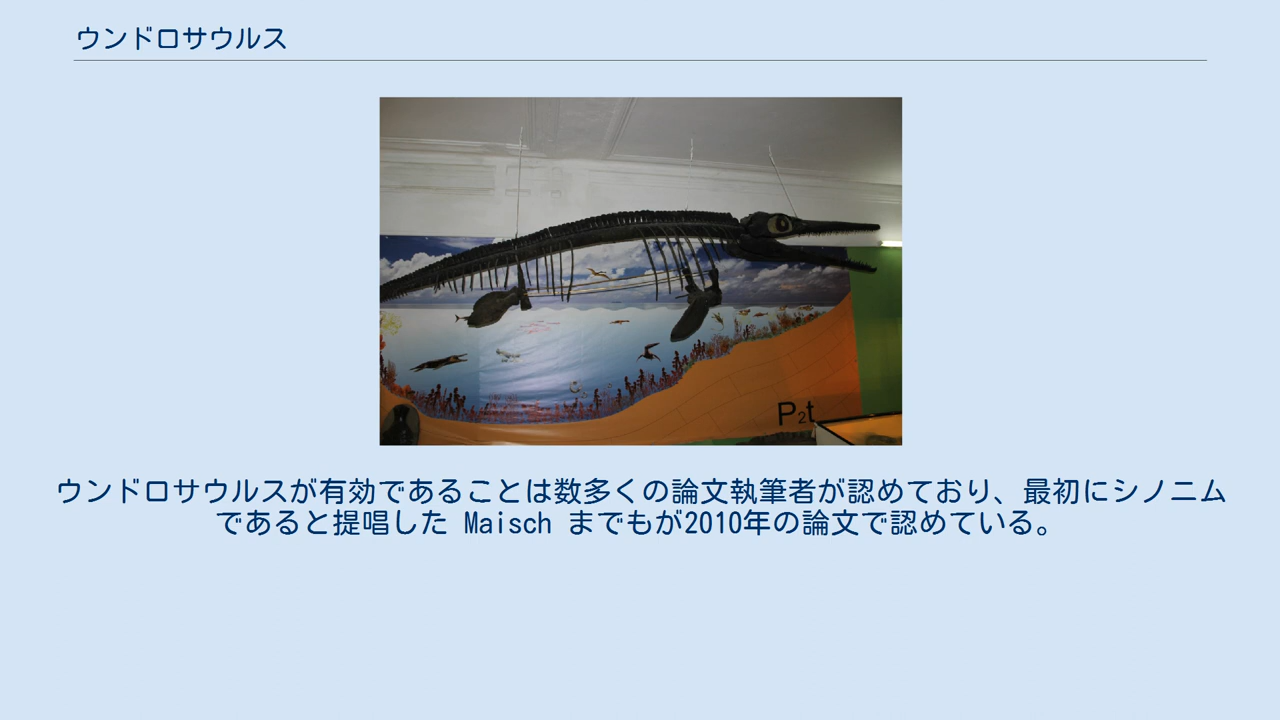 ウンドロサウルス
P2t
ウンドロサウルスが有効であることは数多くの論文執筆者が認めており、最初にシノニム
であると提唱した Maisch までもが2010年の論文で認めている。